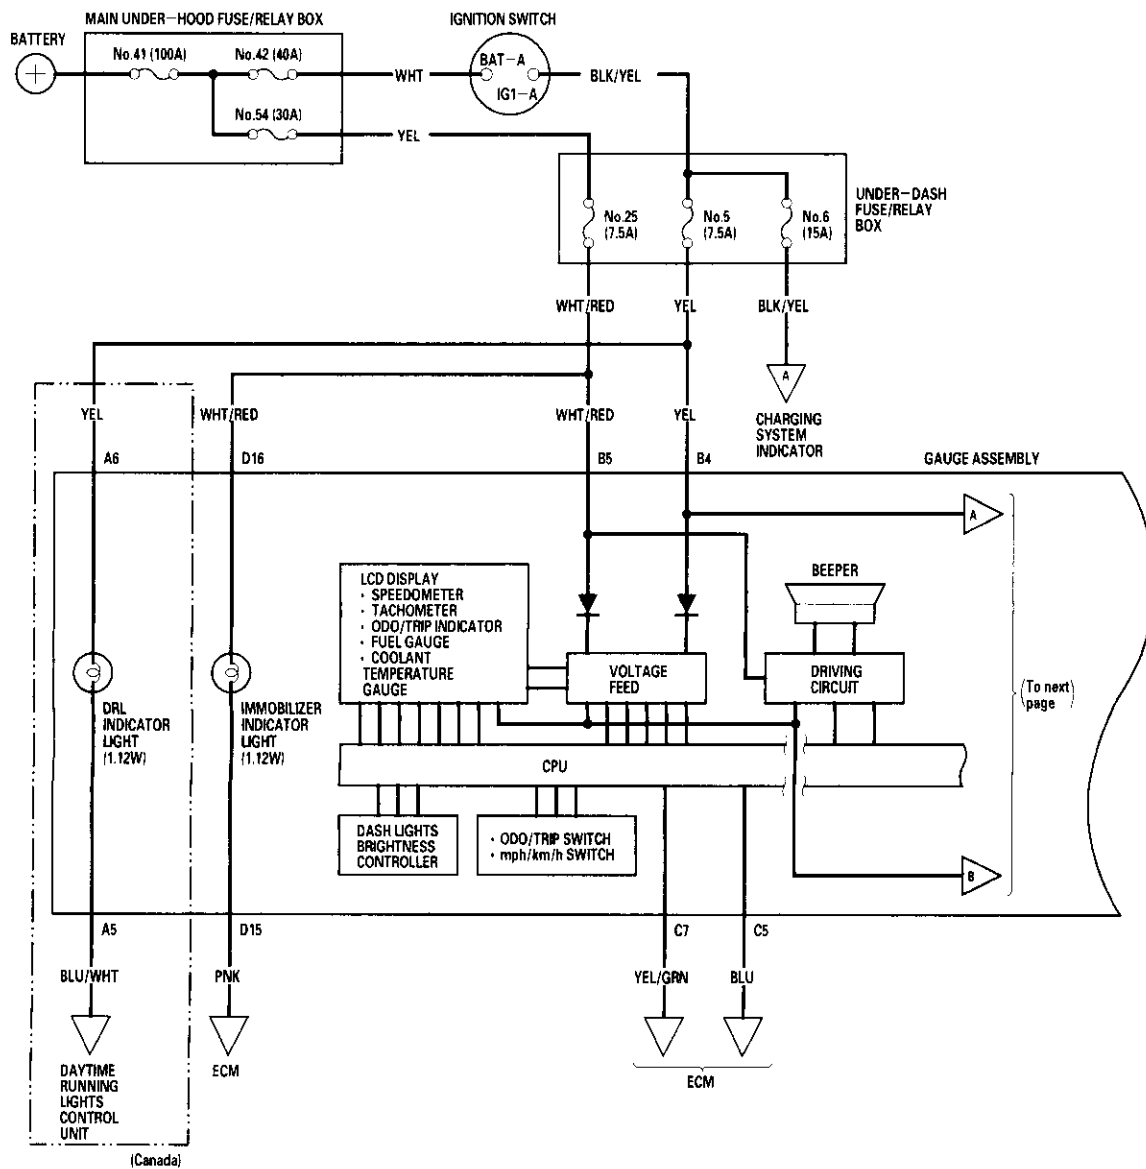 MAIN UNDER-HOOD FUSE/RELAY BOX
IGNITION SWITCH
BATTERY
No.41 (100A)
No.42 (40A)
BAT-A
WHT
BLK/YEL
IG1-A
No.54 (30A)
YEL
UNDER-DASH
FUSE/RELAY
BOX
No.25
(7.5A)
No.5
(7.5A)
No.6
(15A)
WHT/RED
YEL
BLK/YEL
A
YEL
WHT/RED
WHT/RED
YEL
CHARGING
SYSTEM
INDICATOR
A6
D16
B5
B4
GAUGE ASSEMBLY
A
BEEPER
LCD DISPLAY
· SPEEDOMETER
· TACHOMETER
· ODO/TRIP INDICATOR
· FUEL GAUGE
· COOLANT
TEMPERATURE
GAUGE
VOLTAGE
FEED
DRIVING
CIRCUIT
(To next
page)
DRL
INDICATOR
LIGHT
(1.12W)
IMMOBILIZER
INDICATOR
LIGHT
(1.12W)
CPU
DASH LIGHTS
BRIGHTNESS
CONTROLLER
· ODO/TRIP SWITCH
· mph/km/h SWITCH
B
A5
D15
C7
C5
BLU/WHT
PNK
YEL/GRN
BLU
DAYTIME
RUNNING
LIGHTS
CONTROL
UNIT
ECM
ECM
(Canada)